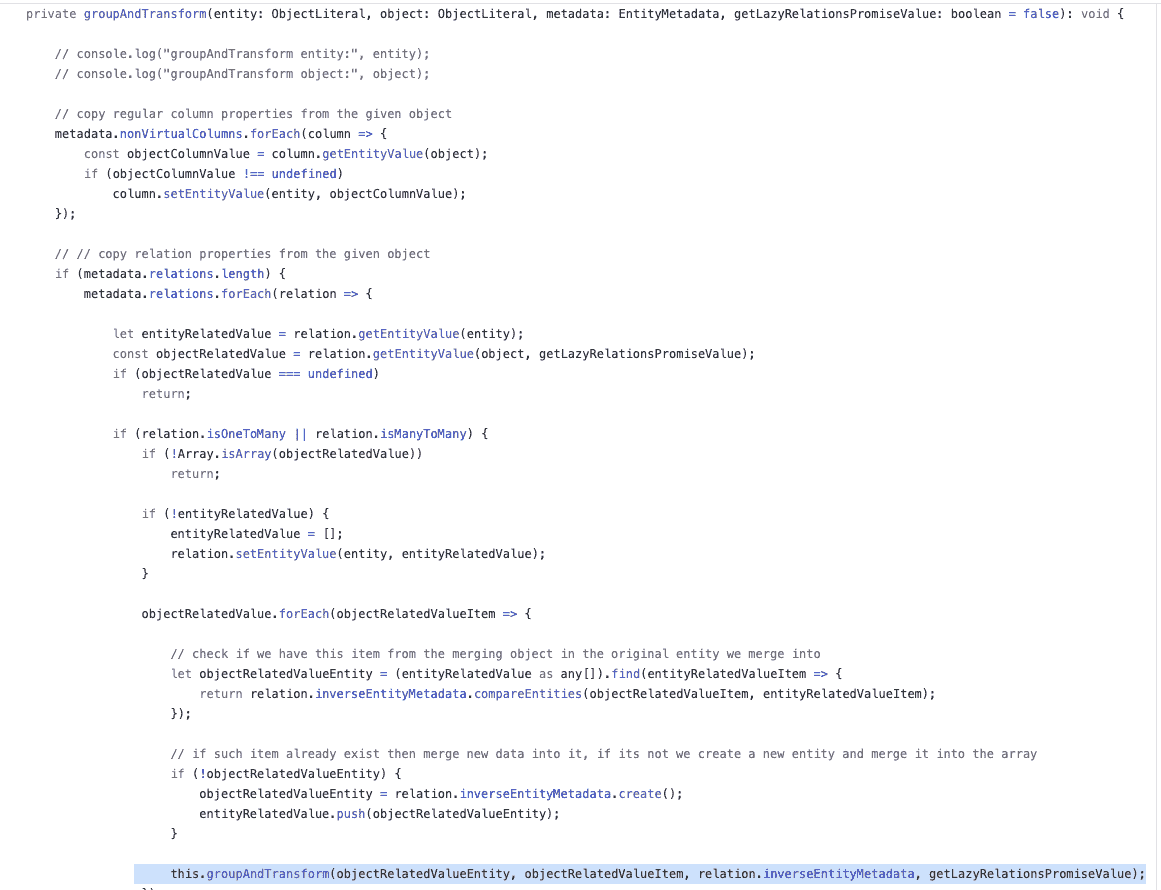 private groupAndTransform(entity: ObjectLiteral, object: ObjectLiteral, metadata: EntityMetadata, getLazyRelationsPromiseValue: boolean = false): void {
// console.log("groupAndTransform entity:", entity);
// console.log("groupAndTransform object:", object);
// copy regular column properties from the given object
metadata.nonVirtualColumns.forEach(column => {
const objectColumnValue = column.getEntityValue(object);
if (objectColumnValue !== undefined)
column.setEntityValue(entity, objectColumnValue);
});
// // copy relation properties from the given object
if (metadata.relations.length) {
metadata.relations.forEach(relation => {
let entityRelatedValue = relation.getEntityValue(entity);
const objectRelatedValue = relation.getEntityValue(object, getLazyRelationsPromiseValue);
if (objectRelatedValue === undefined)
return;
if (relation.isOneToMany || relation.isManyToMany) {
if (!Array.isArray(objectRelatedValue))
return;
if (!entityRelatedValue) {
entityRelatedValue = [];
relation.setEntityValue(entity, entityRelatedValue);
}
objectRelatedValue.forEach(objectRelatedValueItem => {
// check if we have this item from the merging object in the original entity we merge into
let objectRelatedValueEntity = (entityRelatedValue as any[]).find(entityRelatedValueItem => {
return relation.inverseEntityMetadata.compareEntities(objectRelatedValueItem, entityRelatedValueItem);
});
// if such item already exist then merge new data into it, if its not we create a new entity and merge it into the array
if (!objectRelatedValueEntity) {
objectRelatedValueEntity = relation.inverseEntityMetadata.create();
entityRelatedValue.push(objectRelatedValueEntity);
}
this.groupAndTransform(objectRelatedValueEntity, objectRelatedValueItem, relation.inverseEntityMetadata, getLazyRelationsPromiseValue);